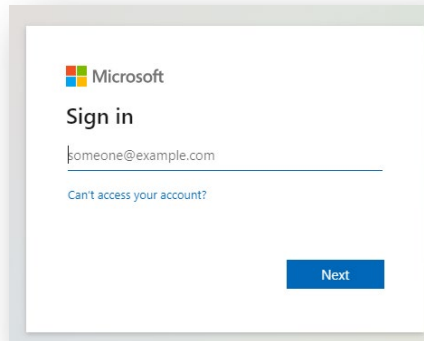 Microsoft
Sign in
someone@example.com
Can't access your account?
Next